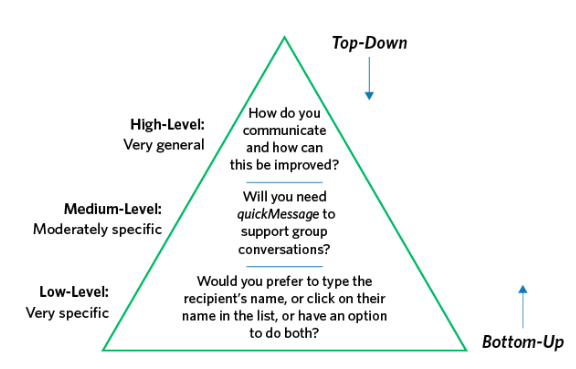 Top-Down
High-Level:
Very general
How do you
communicate
and how can
this be improved?
Medium-Level:
Moderately specific
Will you need
quickMessage to
support group
conversations?
Low-Level:
Very specific
Would you prefer to type the
recipient's name, or click on their
name in the list, or have an option
to do both?
Bottom-Up